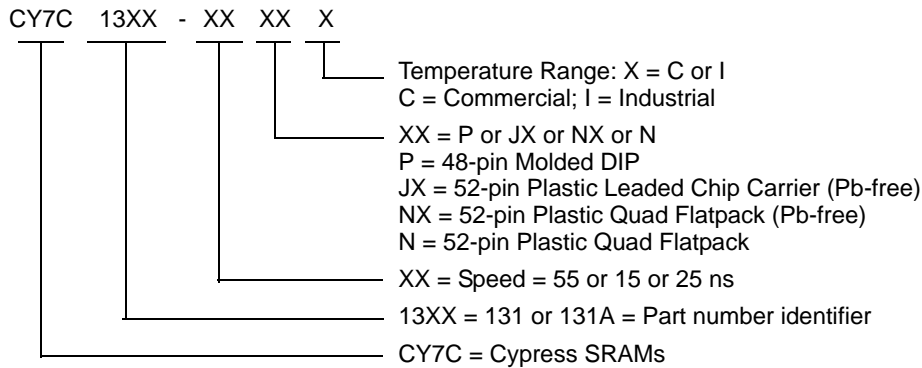 CY7C 13XX - XX XX X
Temperature Range: X = C or I
C = Commercial; I = Industrial
XX = P or JX or NX or N
P = 48-pin Molded DIP
JX = 52-pin Plastic Leaded Chip Carrier (Pb-free)
NX = 52-pin Plastic Quad Flatpack (Pb-free)
N = 52-pin Plastic Quad Flatpack
XX = Speed = 55 or 15 or 25 ns
13XX = 131 or 131A = Part number identifier
CY7C = Cypress SRAMs